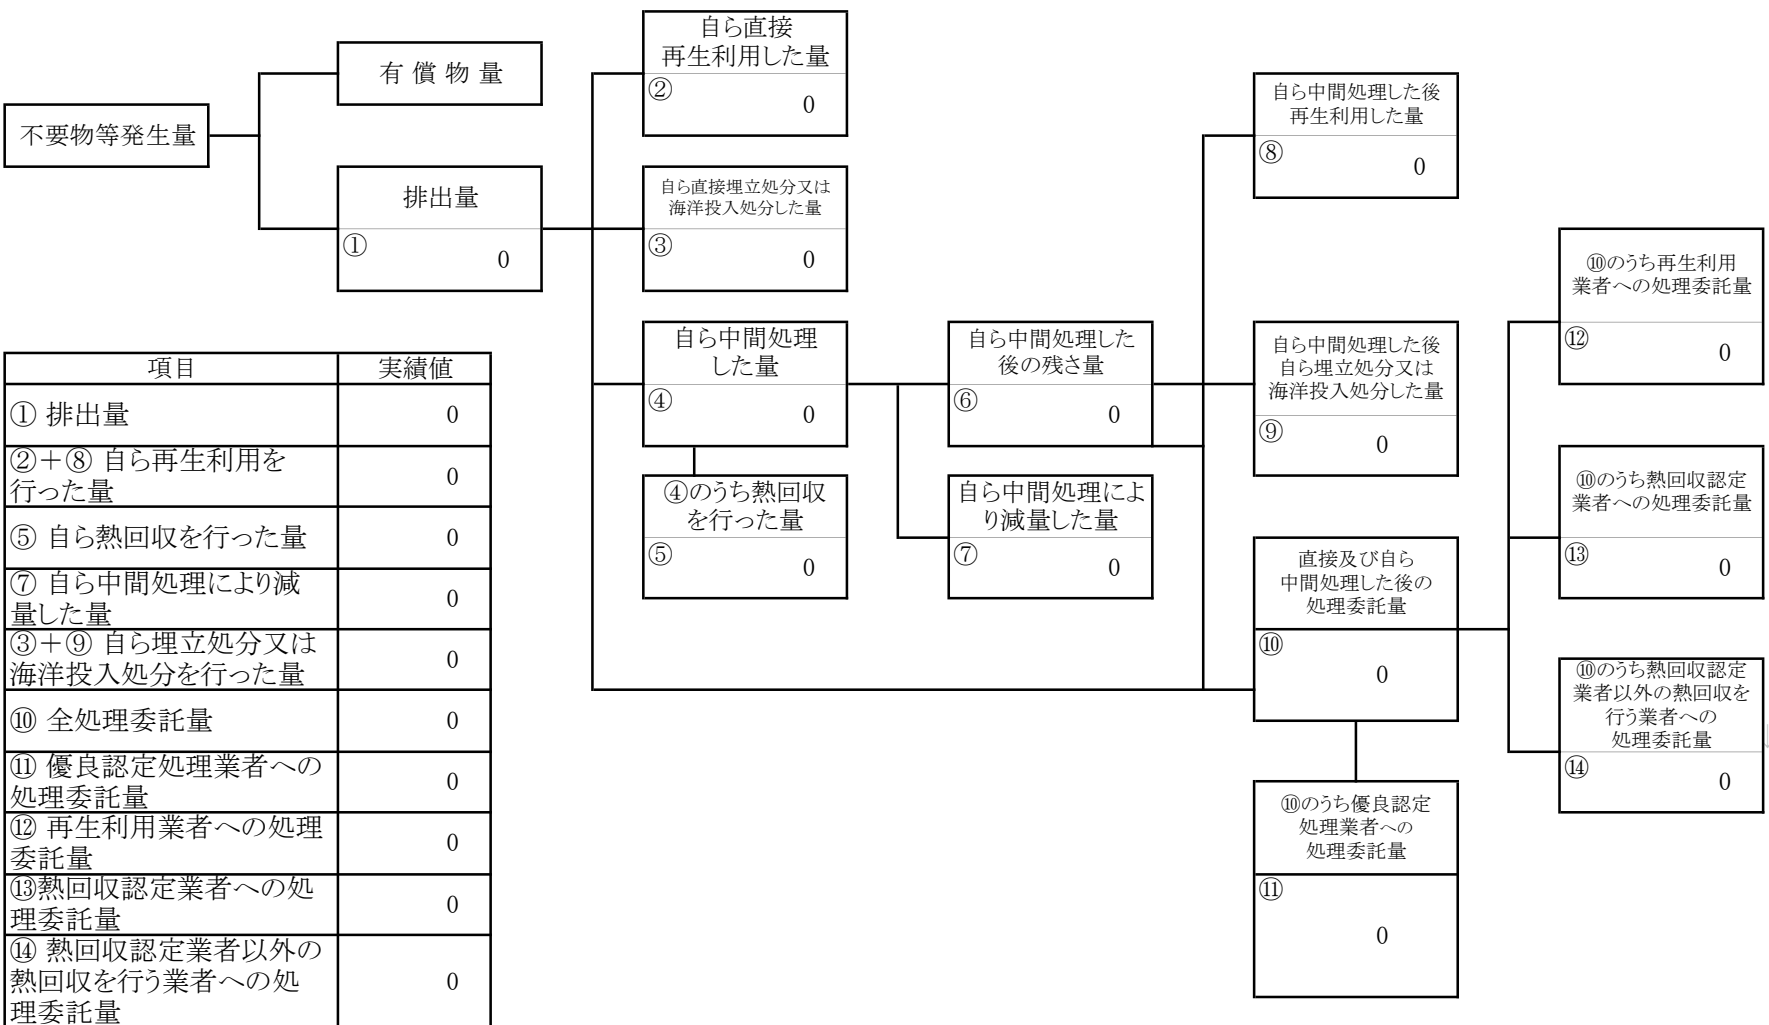 不要物等発生量
有 償 物 量
排出量
①
0
自ら直接
再生利用した量
②
0
自ら直接埋立処分又は
海洋投入処分した量
③
0
自ら中間処理
した量
④
0
④のうち熱回収
を行った量
⑤
0
自ら中間処理した
後の残さ量
⑥
0
自ら中間処理によ
り減量した量
⑦
0
自ら中間処理した後
再生利用した量
⑧
0
自ら中間処理した後
自ら埋立処分又は
海洋投入処分した量
⑨
0
直接及び自ら
中間処理した後の
処理委託量
⑩
0
⑩のうち優良認定
処理業者への
処理委託量
⑪
0
⑩のうち再生利用
業者への処理委託量
⑫
0
⑩のうち熱回収認定
業者への処理委託量
⑬
0
⑩のうち熱回収認定
業者以外の熱回収を
行う業者への
処理委託量
⑭
0
項目 実績値
① 排出量 0
②+⑧ 自ら再生利用を
行った量 0
⑤ 自ら熱回収を行った量 0
⑦ 自ら中間処理により減
量した量 0
③+⑨ 自ら埋立処分又は
海洋投入処分を行った量 0
⑩ 全処理委託量 0
⑪ 優良認定処理業者への
処理委託量 0
⑫ 再生利用業者への処理
委託量 0
⑬熱回収認定業者への処
理委託量 0
⑭ 熱回収認定業者以外の
熱回収を行う業者への処
理委託量 0